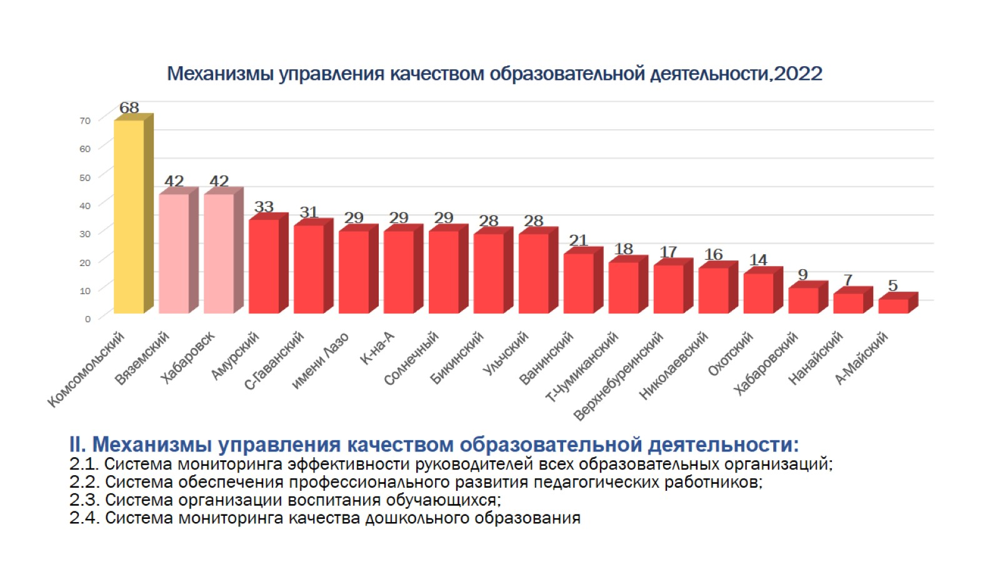 Механизмы управления качеством образовательной деятельности,2022
70
60
50
40
30
20
10
0
68
42
42
33
31
29
29
29
28
28
21
18
17
16
14
9
7
5
Комсомольский
Вяземский
Хабаровск
Амурский
С-Гаванский
имени Лазо
К-на-А
Солнечный
Бикинский
Ульчский
Ванинский
Т-Чумиканский
Верхнебуреинский
Николаевский
Охотский
Хабаровский
Нанайский
А-Майский
II. Механизмы управления качеством образовательной деятельности:
2.1. Система мониторинга эффективности руководителей всех образовательных организаций;
2.2. Система обеспечения профессионального развития педагогических работников;
2.3. Система организации воспитания обучающихся;
2.4. Система мониторинга качества дошкольного образования